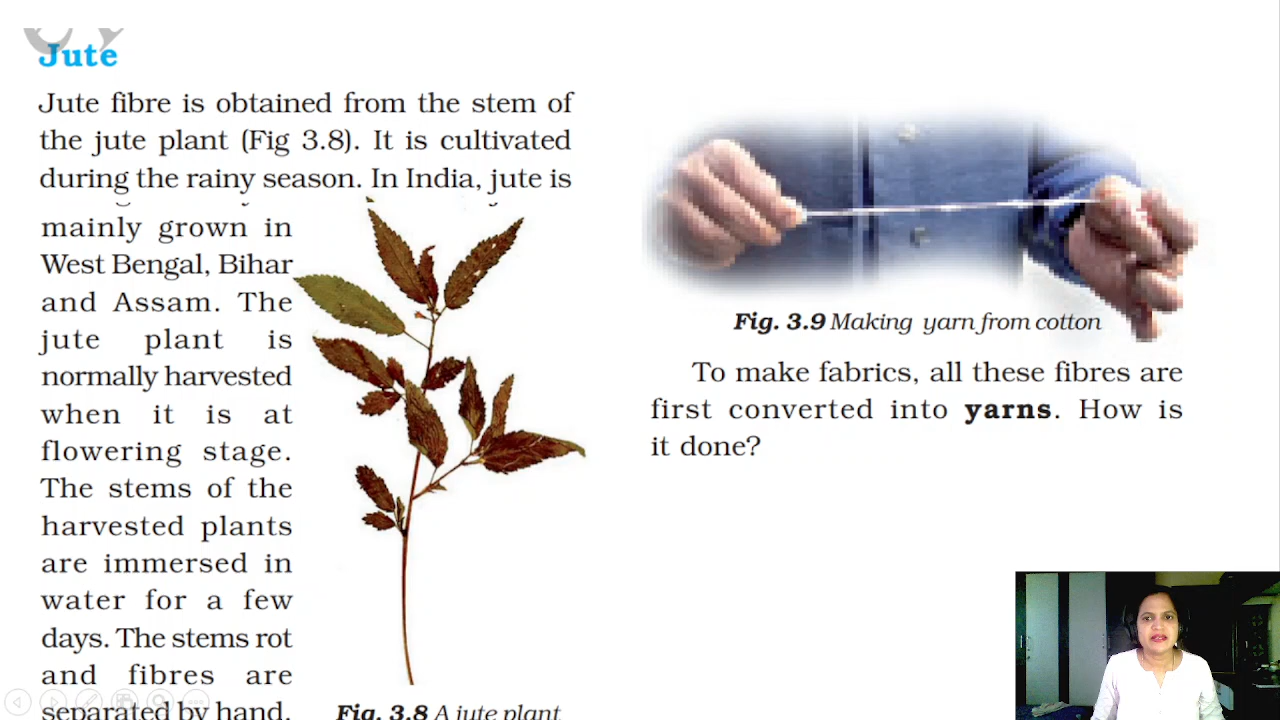 Jute
Jute fibre is obtained from the stem of
the jute plant (Fig 3.8). It is cultivated
during the rainy season. In India, jute is
mainly grown in
West Bengal, Bihar
and Assam. The
jute plant is
normally harvested
when it is at
flowering stage.
The stems of the
harvested plants
are immersed in
water for a few
days. The stems rot
and fibres are
separated by hand.
Fig. 3.8 A jute plant
Fig. 3.9 Making yarn from cotton
To make fabrics, all these fibres are
first converted into yarns. How is
it done?